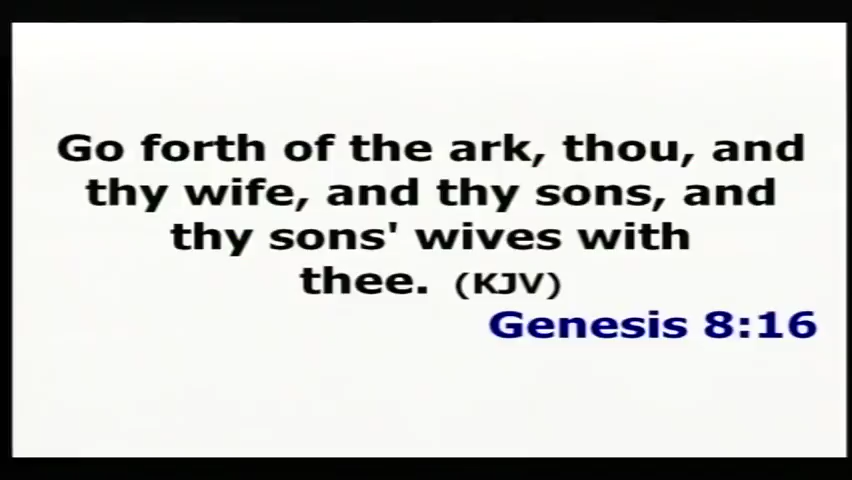 Go forth of the ark, thou, and
thy wife, and thy sons, and
thy sons' wives with
thee. (KJV)
Genesis 8:16